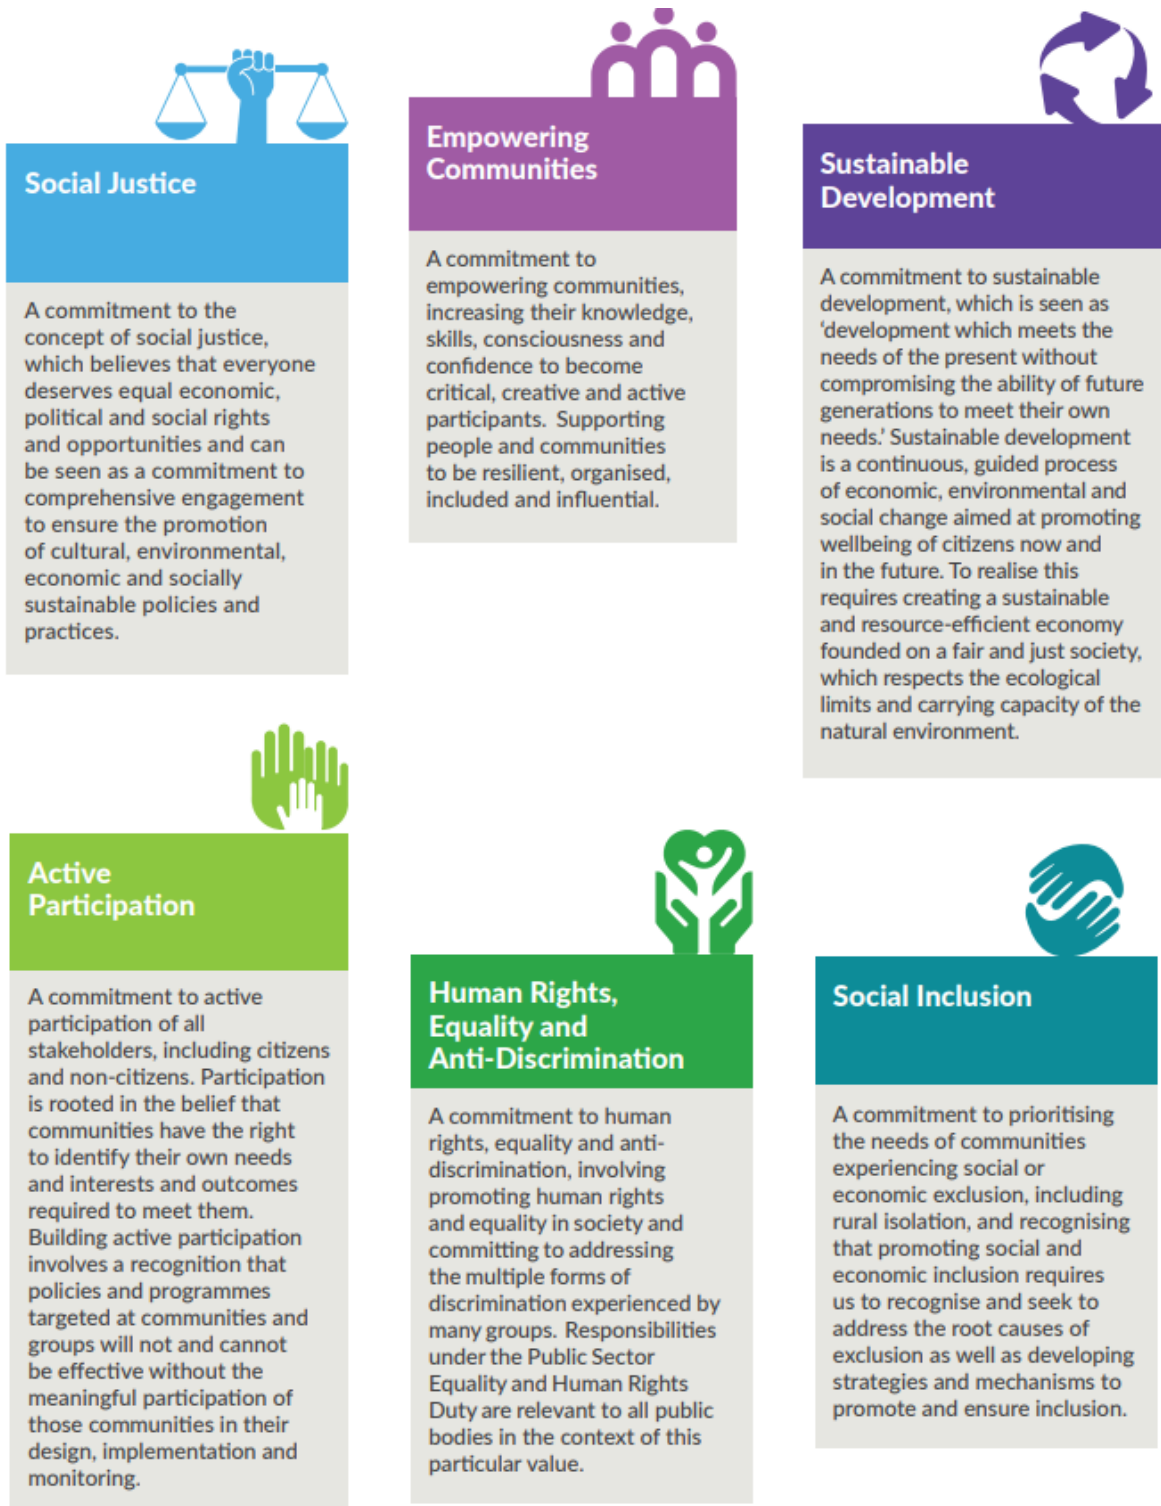 Social Justice
A commitment to the
concept of social justice,
which believes that everyone
deserves equal economic,
political and social rights
and opportunities and can
be seen as a commitment to
comprehensive engagement
to ensure the promotion
of cultural, environmental,
economic and socially
sustainable policies and
practices.
Empowering
Communities
A commitment to
empowering communities,
increasing their knowledge,
skills, consciousness and
confidence to become
critical, creative and active
participants. Supporting
people and communities
to be resilient, organised,
included and influential.
Sustainable
Development
A commitment to sustainable
development, which is seen as
‘development which meets the
needs of the present without
compromising the ability of future
generations to meet their own
needs.’ Sustainable development
is a continuous, guided process
of economic, environmental and
social change aimed at promoting
wellbeing of citizens now and
in the future. To realise this
requires creating a sustainable
and resource-efficient economy
founded on a fair and just society,
which respects the ecological
limits and carrying capacity of the
natural environment.
Active
Participation
A commitment to active
participation of all
stakeholders, including citizens
and non-citizens. Participation
is rooted in the belief that
communities have the right
to identify their own needs
and interests and outcomes
required to meet them.
Building active participation
involves a recognition that
policies and programmes
targeted at communities and
groups will not and cannot
be effective without the
meaningful participation of
those communities in their
design, implementation and
monitoring.
Human Rights,
Equality and
Anti-Discrimination
A commitment to human
rights, equality and anti-
discrimination, involving
promoting human rights
and equality in society and
committing to addressing
the multiple forms of
discrimination experienced by
many groups. Responsibilities
under the Public Sector
Equality and Human Rights
Duty are relevant to all public
bodies in the context of this
particular value.
Social Inclusion
A commitment to prioritising
the needs of communities
experiencing social or
economic exclusion, including
rural isolation, and recognising
that promoting social and
economic inclusion requires
us to recognise and seek to
address the root causes of
exclusion as well as developing
strategies and mechanisms to
promote and ensure inclusion.